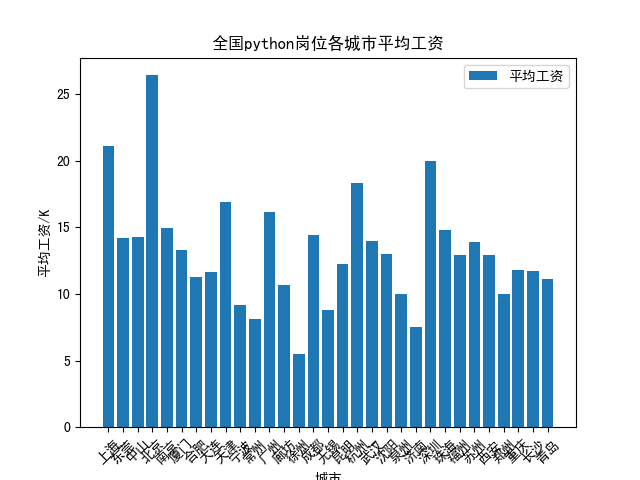 全国python岗位各城市平均工资
平均工资
平均工资/K
25
20
15
10
5
0
上海
东莞
中山
北京
南京
厦门
合肥
大连
天津
宁波
常州
广州
廊坊
徐州
成都
无锡
昆明
杭州
武汉
沈阳
泉州
济南
深圳
珠海
福州
苏州
西安
郑州
重庆
长沙
青岛
城市